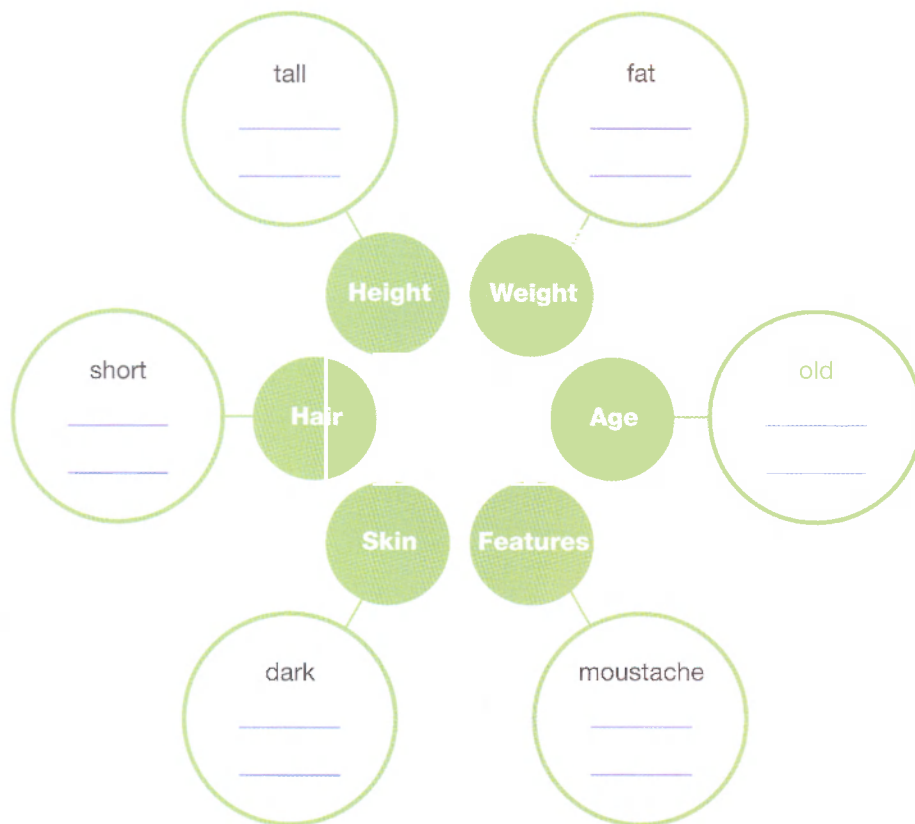 tall
fat
Height
Weight
short
old
Hair
Age
Skin
Features
dark
moustache